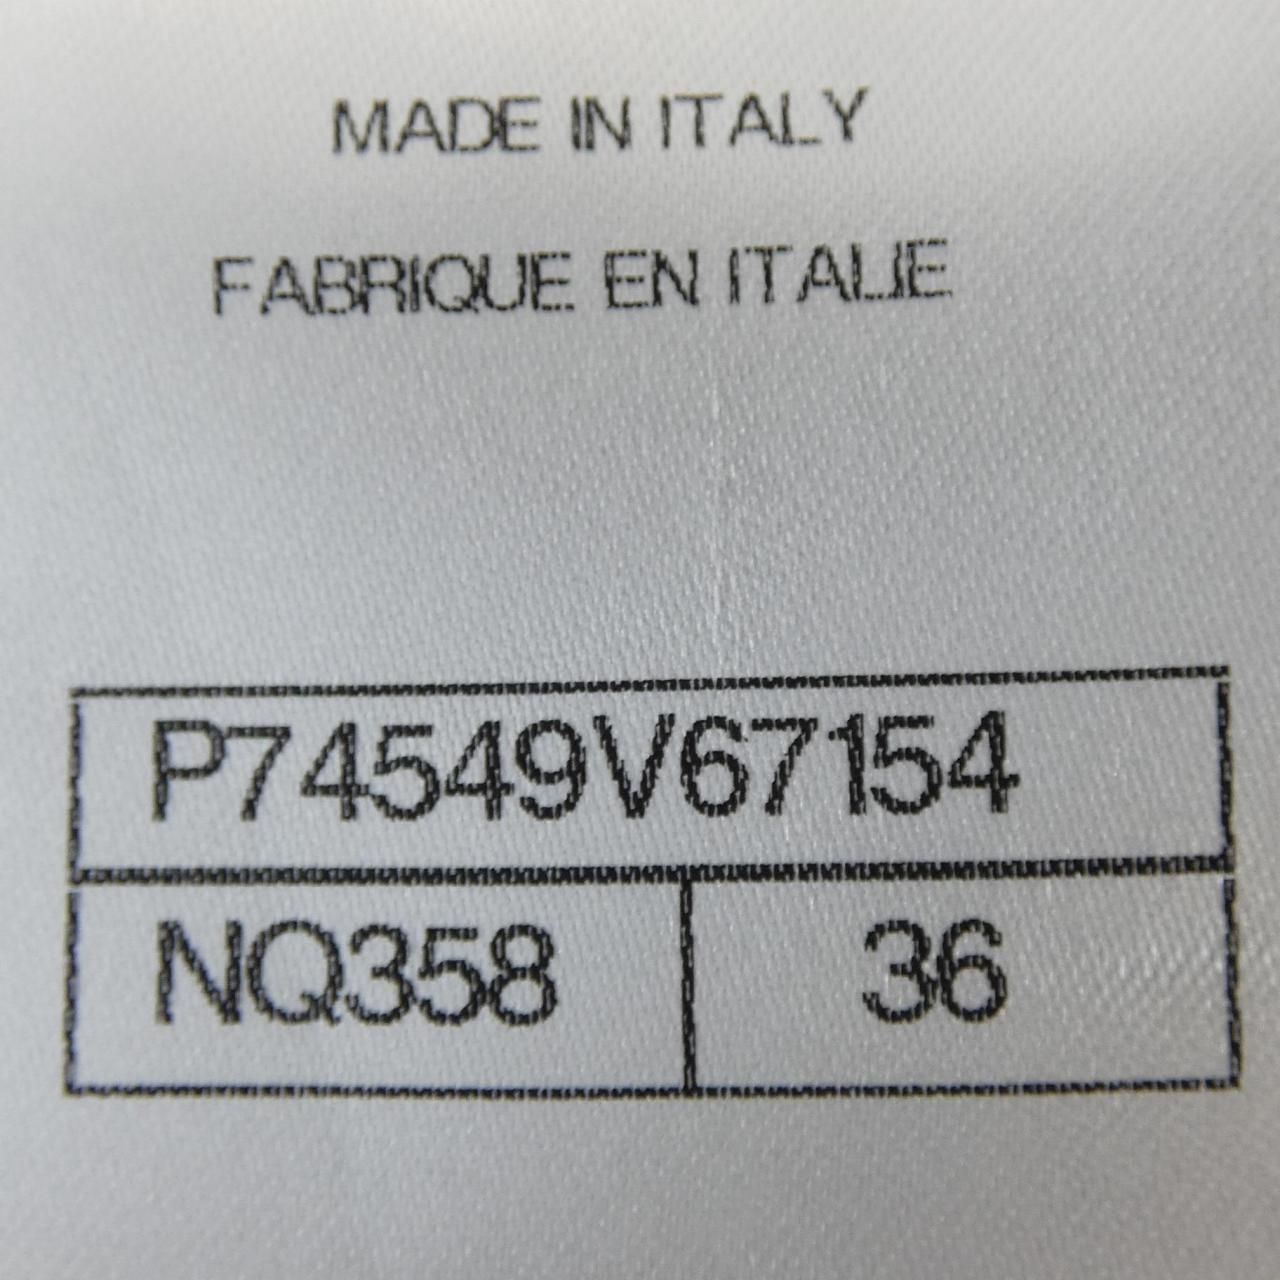 MADE IN ITALY
FABRIQUE EN ITALIE
P74549V67154
NQ358 36